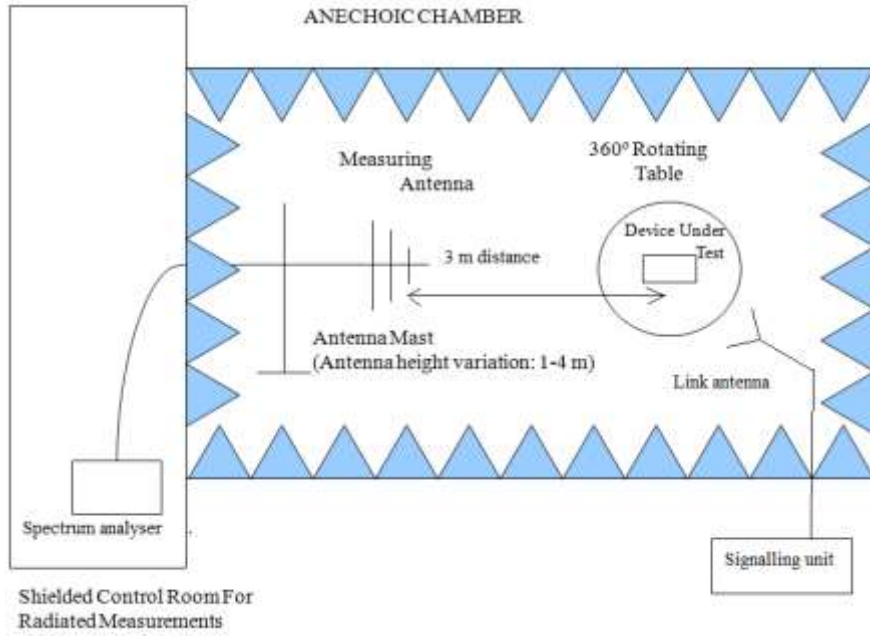 ANECHOIC CHAMBER
Measuring
Antenna
360º Rotating
Table
Device Under
Test
3 m distance
Antenna Mast
(Antenna height variation: 1-4 m)
Link antenna
Spectrum analyser
Signalling unit
Shielded Control Room For
Radiated Measurements